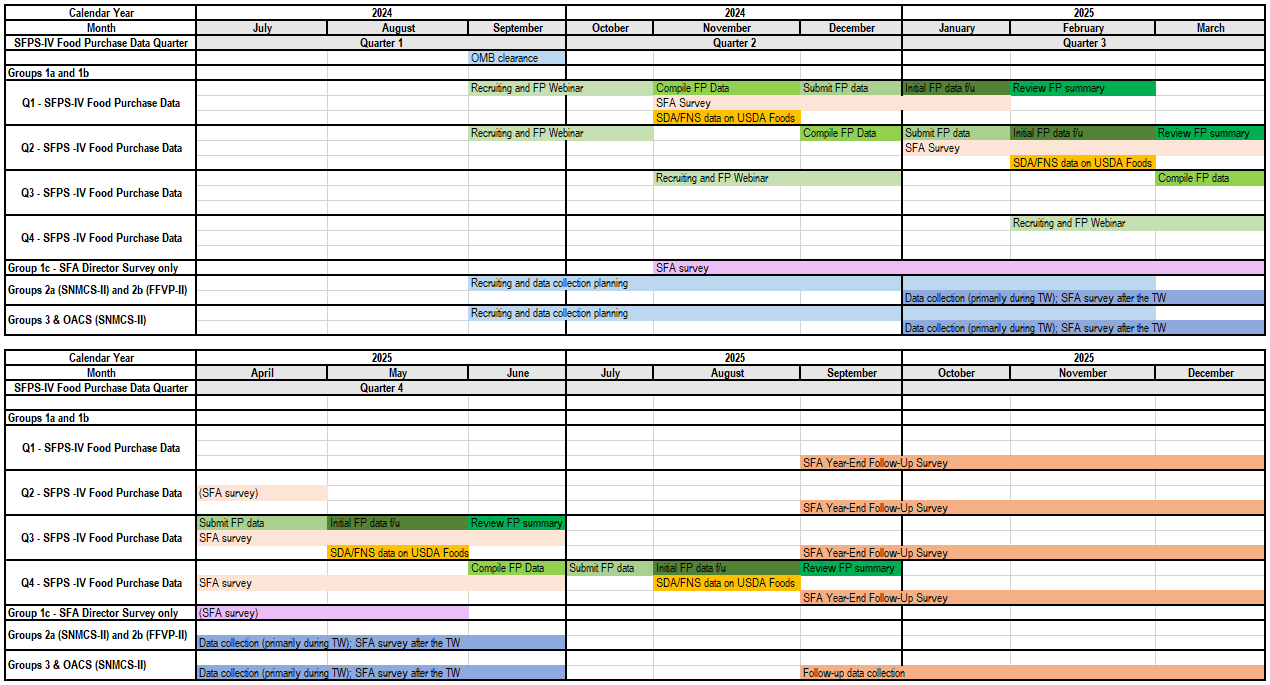 Calendar Year 2024 2024 2025
Month July August September October November December January February March
SFPS-IV Food Purchase Data Quarter Quarter 1 Quarter 2 Quarter 3
OMB clearance
Groups 1a and 1b
Recruiting and FP Webinar Compile FP Data Submit FP data Initial FP data f/u Review FP summary
Q1 - SFPS-IV Food Purchase Data SFA Survey
SDA/FNS data on USDA Foods
Recruiting and FP Webinar Compile FP Data Submit FP data Initial FP data f/u Review FP summary
Q2 - SFPS -IV Food Purchase Data SFA Survey
SDA/FNS data on USDA Foods
Recruiting and FP Webinar Compile FP data
Q3 - SFPS -IV Food Purchase Data
Recruiting and FP Webinar
Q4 - SFPS -IV Food Purchase Data
Group 1c - SFA Director Survey only SFA survey
Recruiting and data collection planning
Groups 2a (SNMCS-II) and 2b (FFVP-II)
Data collection (primarily during TW); SFA survey after the TW
Recruiting and data collection planning
Groups 3 & OACS (SNMCS-II)
Data collection (primarily during TW); SFA survey after the TW
Calendar Year 2025 2025 2025
Month April May June July August September October November December
SFPS-IV Food Purchase Data Quarter Quarter 4
Groups 1a and 1b
Q1 - SFPS-IV Food Purchase Data
SFA Year-End Follow-Up Survey
Q2 - SFPS -IV Food Purchase Data (SFA survey)
SFA Year-End Follow-Up Survey
Submit FP data Initial FP data f/u Review FP summary
Q3 - SFPS -IV Food Purchase Data SFA survey
SDA/FNS data on USDA Foods SFA Year-End Follow-Up Survey
Compile FP Data Submit FP data Initial FP data f/u Review FP summary
Q4 - SFPS -IV Food Purchase Data SFA survey SDA/FNS data on USDA Foods
SFA Year-End Follow-Up Survey
Group 1c - SFA Director Survey only (SFA survey)
Groups 2a (SNMCS-II) and 2b (FFVP-II)
Data collection (primarily during TW); SFA survey after the TW
Groups 3 & OACS (SNMCS-II)
Data collection (primarily during TW); SFA survey after the TW Follow-up data collection